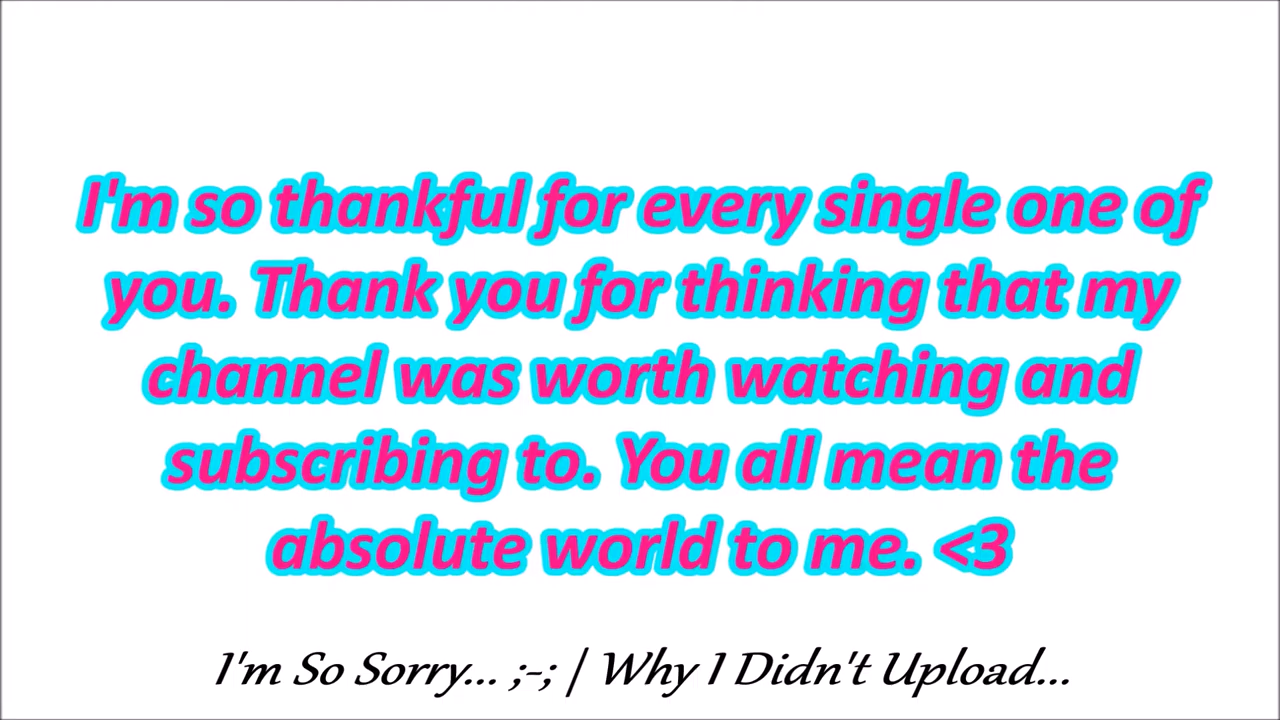 I'm so thankful for every single one of
you. Thank you for thinking that my
channel was worth watching and
subscribing to. You all mean the
absolute world to me. <3
I'm So Sorry... ;-; | Why I Didn't Upload...